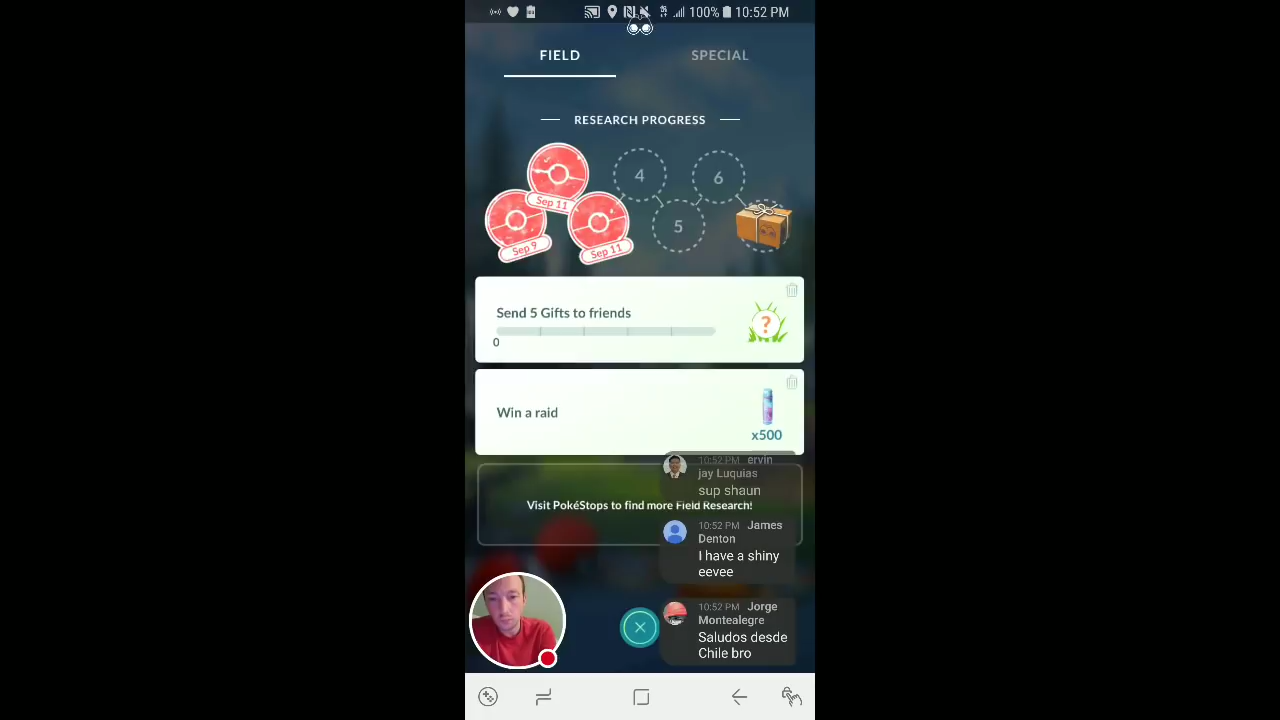 100% 10:52 PM
FIELD
SPECIAL
RESEARCH PROGRESS
Sep 11
4
6
Sep 9
Sep 11
5
Send 5 Gifts to friends
?
0
Win a raid
x500
Visit PokéStops to find more Field Research!
10:52 PM ervin
jay Luquias
sup shaun
10:52 PM James
Denton
I have a shiny
eevee
10:52 PM Jorge
Montealegre
Saludos desde
Chile bro